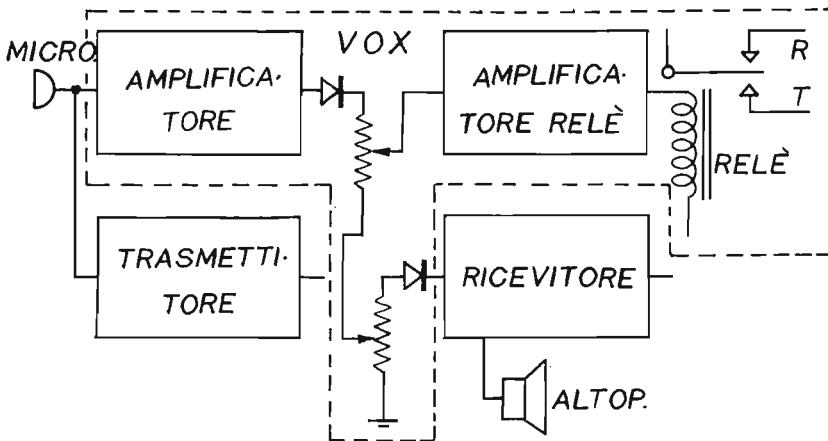 MICRO.
VOX
AMPLIFICA·
TORE
AMPLIFICA·
TORE RELÈ
R
T
RELÈ
TRASMETTI·
TORE
RICEVITORE
ALTOP.